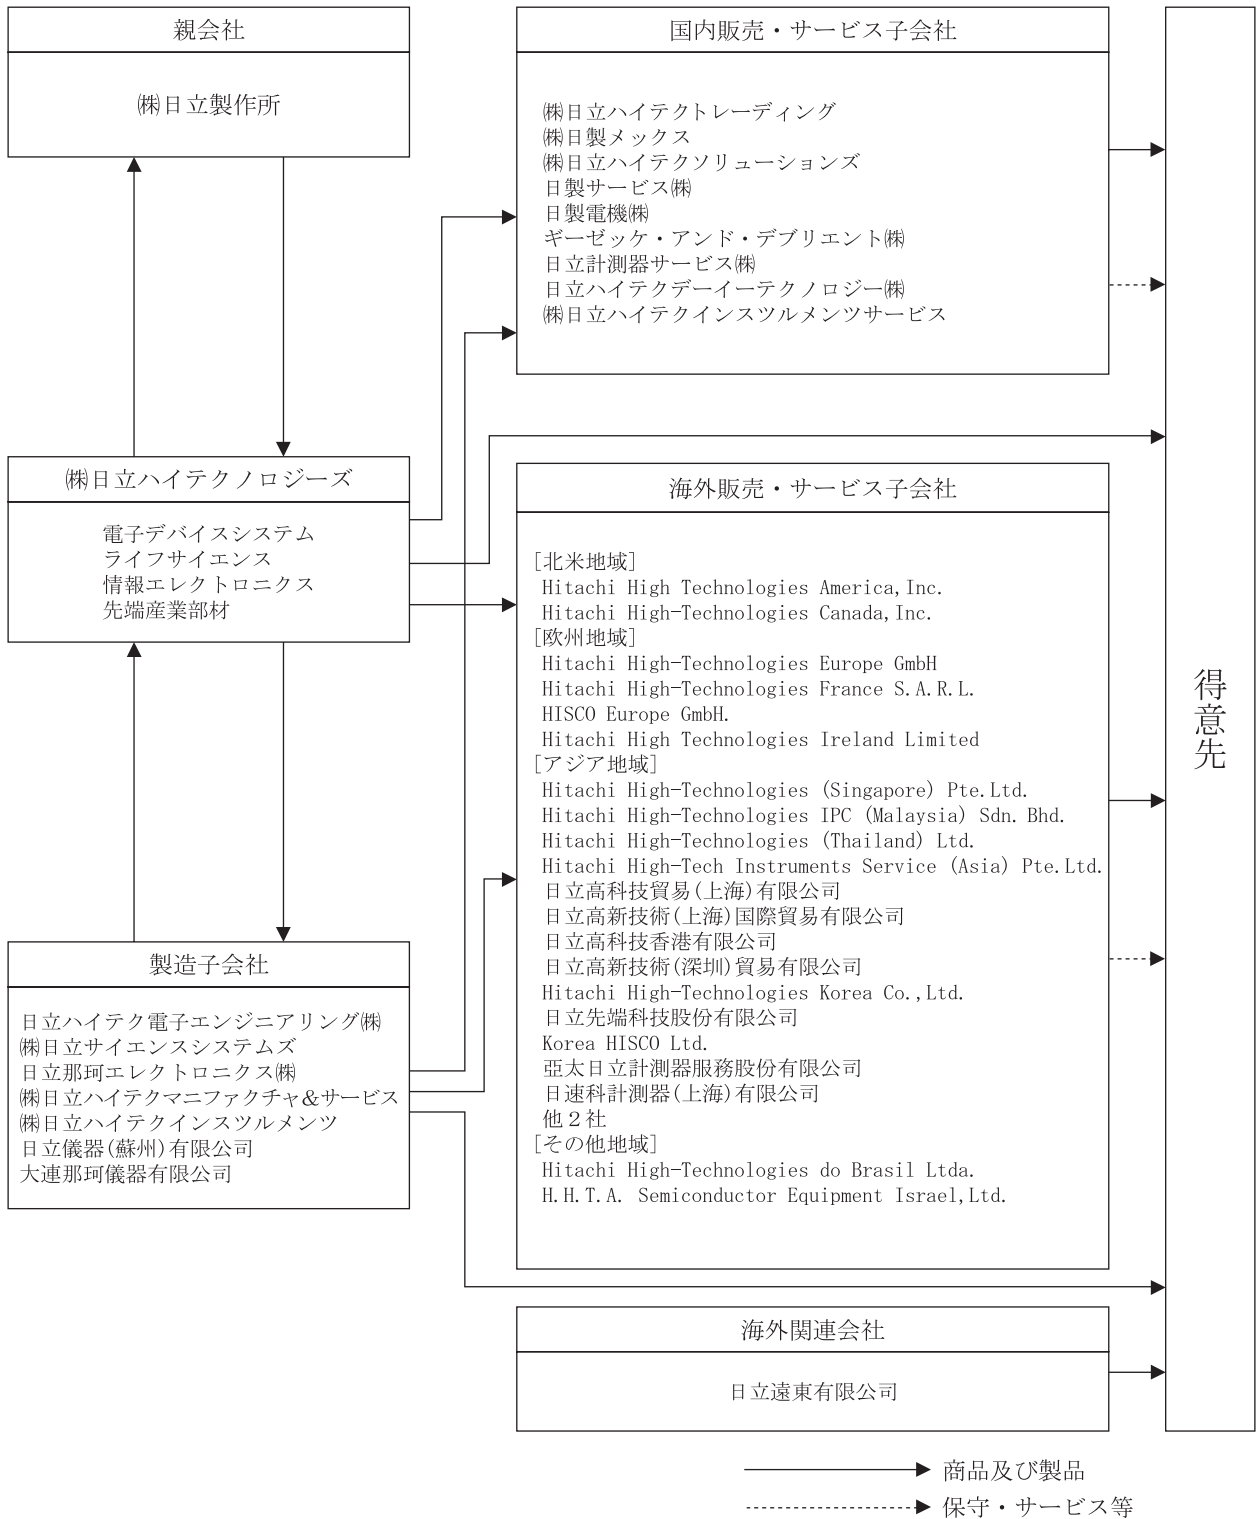 親会社
㈱日立製作所
㈱日立ハイテクノロジーズ
電子デバイスシステム
ライフサイエンス
情報エレクトロニクス
先端産業部材
製造子会社
日立ハイテク電子エンジニアリング㈱
㈱日立サイエンスシステムズ
日立那珂エレクトロニクス㈱
㈱日立ハイテクマニファクチャ&サービス
㈱日立ハイテクインスツルメンツ
日立儀器(蘇州)有限公司
大連那珂儀器有限公司
国内販売・サービス子会社
㈱日立ハイテクトレーディング
㈱日製メックス
㈱日立ハイテクソリューションズ
日製サービス㈱
日製電機㈱
ギーゼッケ・アンド・デブリエント㈱
日立計測器サービス㈱
日立ハイテクデーイーテクノロジー㈱
㈱日立ハイテクインスツルメンツサービス
海外販売・サービス子会社
[北米地域]
Hitachi High Technologies America,Inc.
Hitachi High-Technologies Canada,Inc.
[欧州地域]
Hitachi High-Technologies Europe GmbH
Hitachi High-Technologies France S.A.R.L.
HISCO Europe GmbH.
Hitachi High Technologies Ireland Limited
[アジア地域]
Hitachi High-Technologies (Singapore) Pte.Ltd.
Hitachi High-Technologies IPC (Malaysia) Sdn. Bhd.
Hitachi High-Technologies (Thailand) Ltd.
Hitachi High-Tech Instruments Service (Asia) Pte.Ltd.
日立高科技貿易(上海)有限公司
日立高新技術(上海)国際貿易有限公司
日立高科技香港有限公司
日立高新技術(深圳)貿易有限公司
Hitachi High-Technologies Korea Co.,Ltd.
日立先端科技股份有限公司
Korea HISCO Ltd.
亞太日立計測器服務股份有限公司
日速科計測器(上海)有限公司
他2社
[その他地域]
Hitachi High-Technologies do Brasil Ltda.
H.H.T.A. Semiconductor Equipment Israel,Ltd.
海外関連会社
日立遠東有限公司
得意先
商品及び製品
保守・サービス等